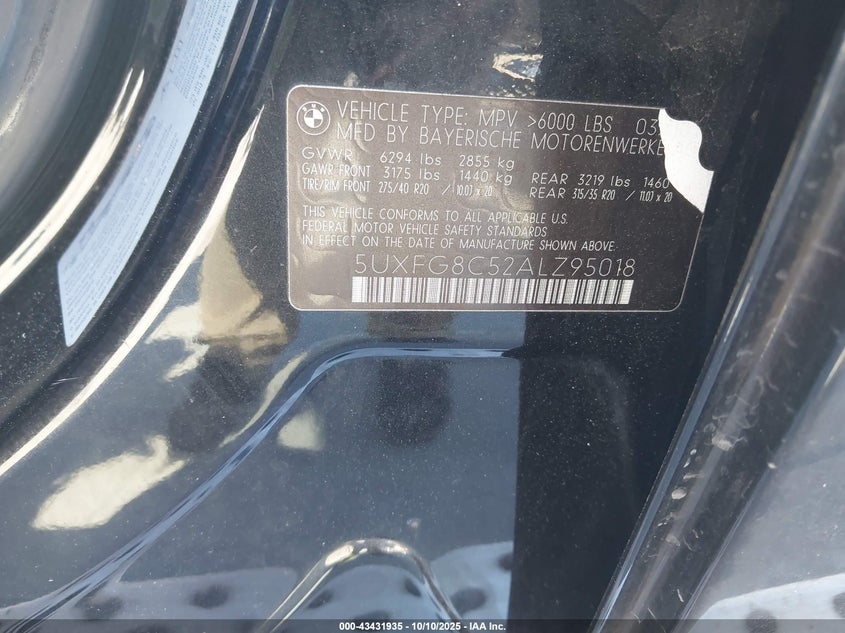 BMW
VEHICLE TYPE: MPV >6000 LBS 03
MFD BY BAYERISCHE MOTORENWERKE
GVWR 6294 lbs 2855 kg
GAWR FRONT 3175 lbs 1440 kg REAR 3219 lbs 1460
TIRE/RIM FRONT 275/40 R20 / 10.0J x 20 REAR 315/35 R20 / 11.0J x 20
THIS VEHICLE CONFORMS TO ALL APPLICABLE U.S.
FEDERAL MOTOR VEHICLE SAFETY STANDARDS
IN EFFECT ON THE DATE OF MANUFACTURE SHOWN ABOVE.
5UXFG8C52ALZ95018
000-43431935 - 10/10/2025 - IAA Inc.